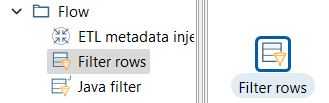 Flow
ETL metadata inje
Filter rows
Java filter
Filter rows